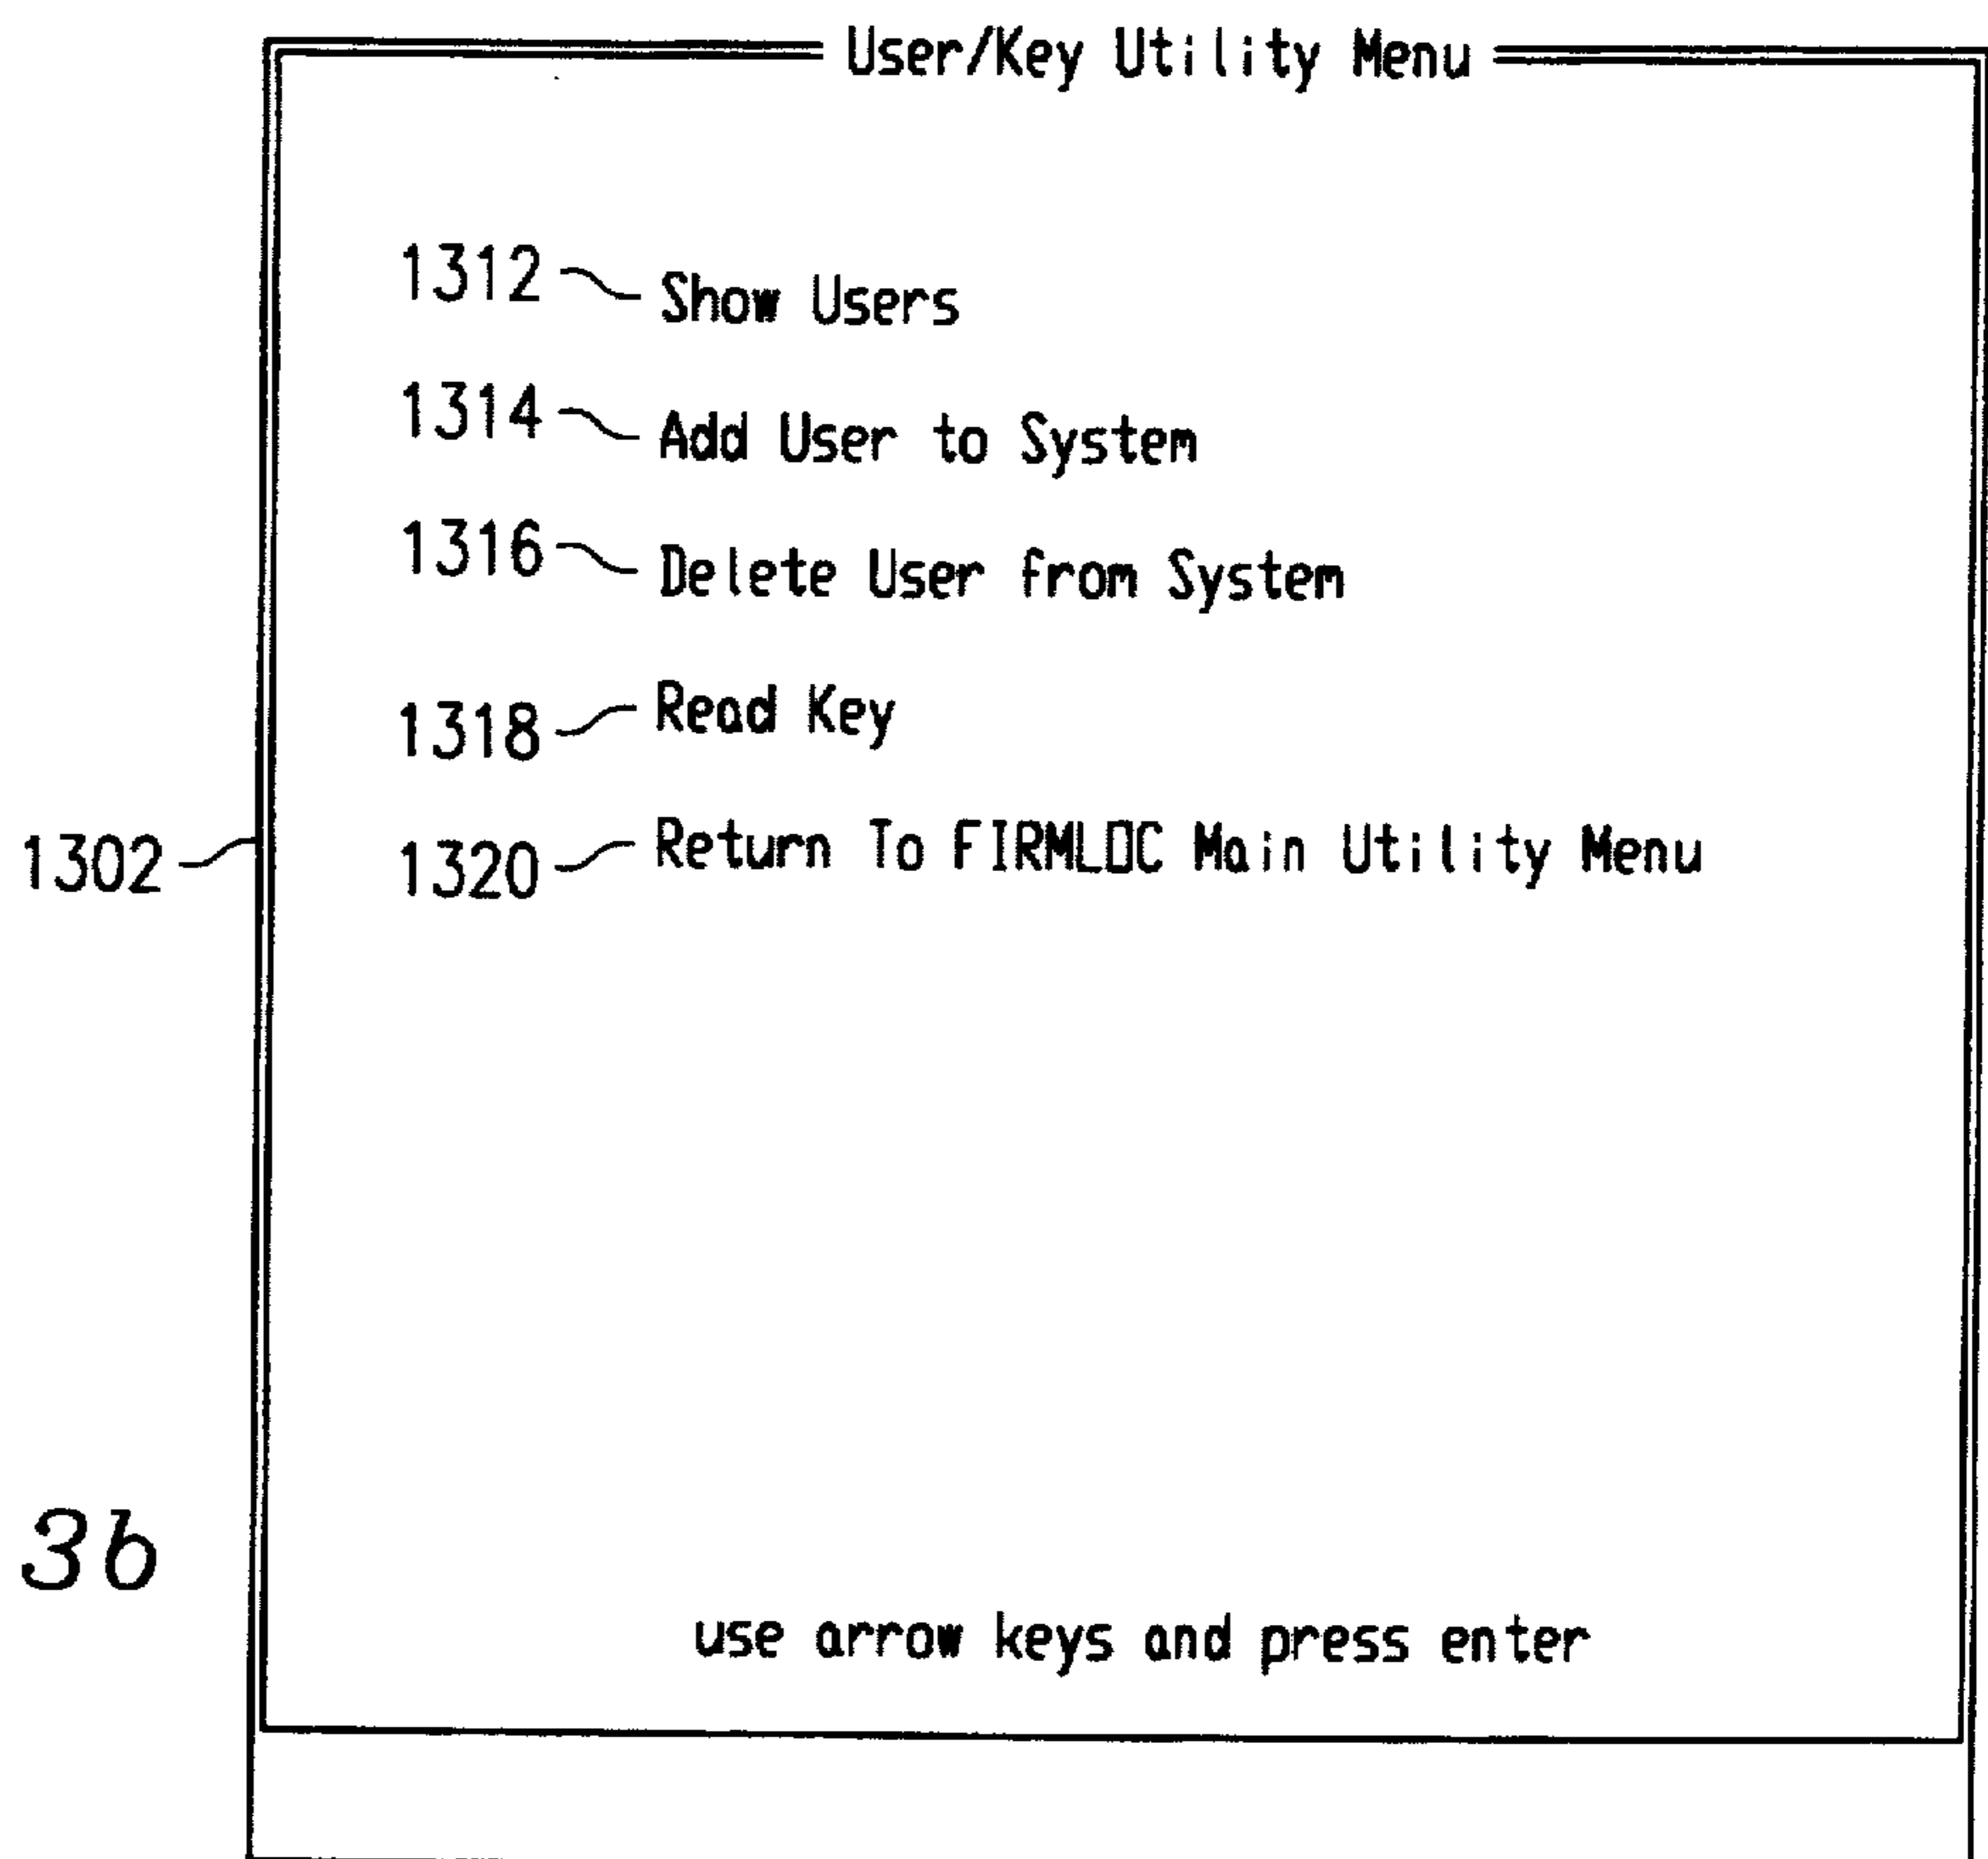 User/Key Utility Menu
1312 Show Users
1314 Add User to System
1316 Delete User from System
1318 Read Key
1302 1320 Return To FIRMLOC Main Utility Menu
3b
use arrow keys and press enter